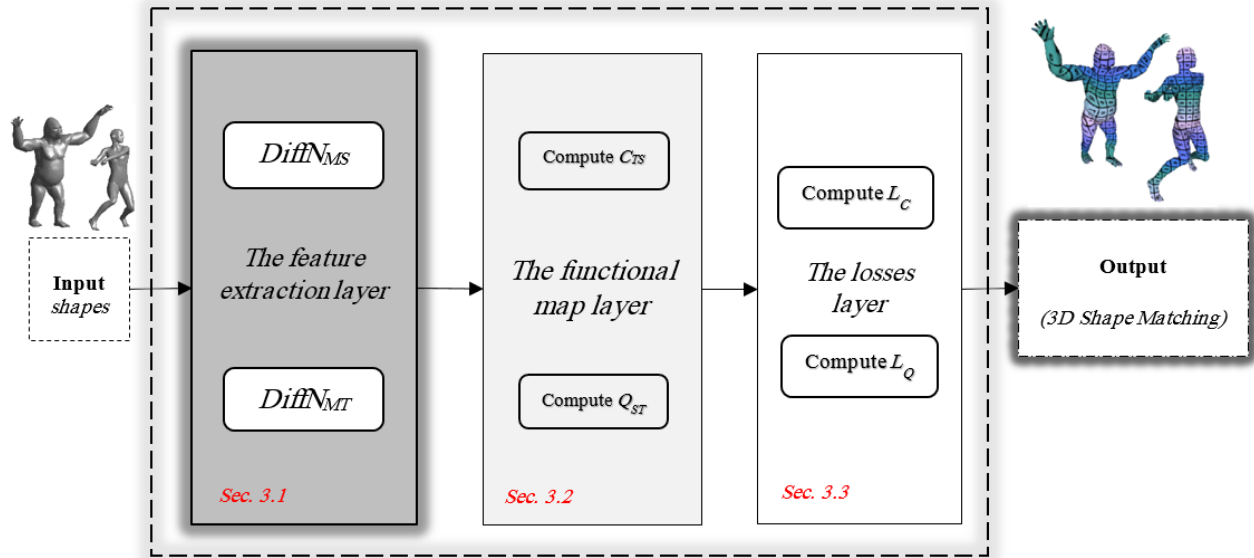 Input
shapes
DiffN_MS
The feature
extraction layer
DiffN_MT
Sec. 3.1
Compute C_TS
The functional
map layer
Compute Q_ST
Sec. 3.2
Compute L_C
The losses
layer
Compute L_Q
Sec. 3.3
Output
(3D Shape Matching)